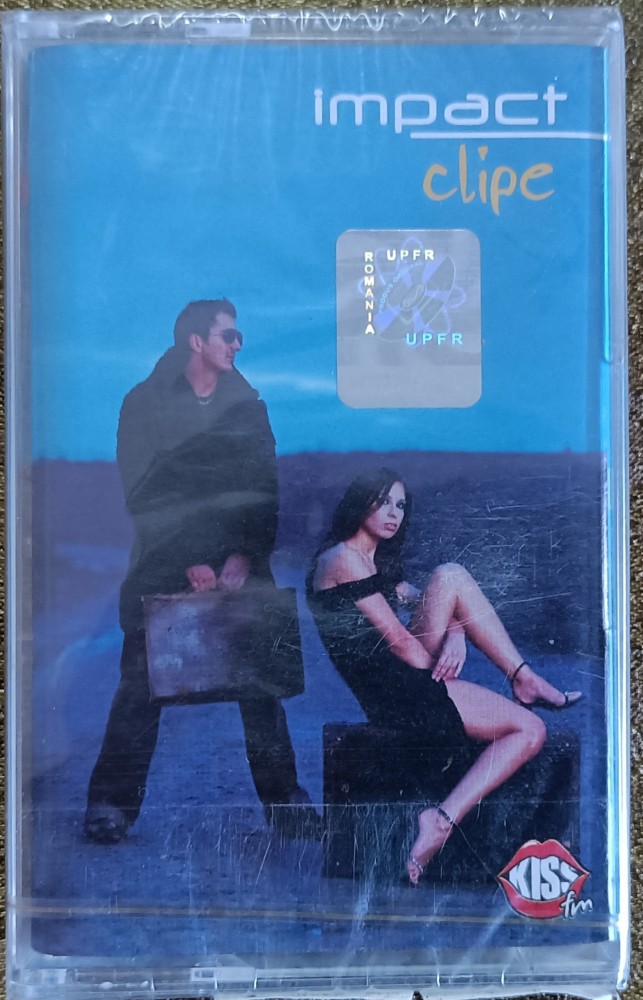 impact
clipe
ROMANIA
UPFR
UPFR
KISS
fm